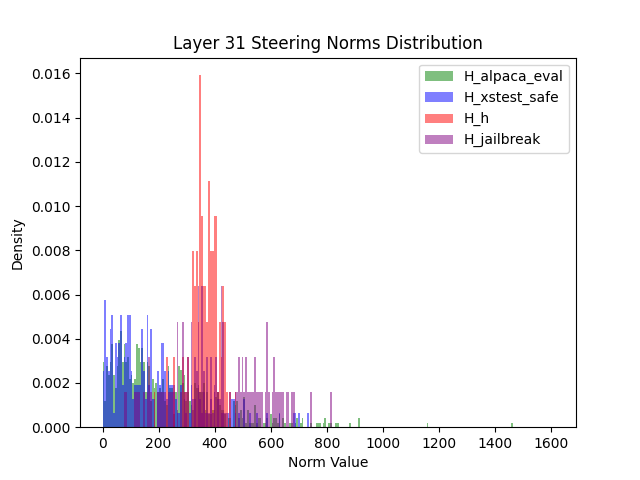 Layer 31 Steering Norms Distribution
H_alpaca_eval
H_xstest_safe
H_h
H_jailbreak
0.016
0.014
0.012
0.010
0.008
0.006
0.004
0.002
0.000
Density
0 200 400 600 800 1000 1200 1400 1600
Norm Value